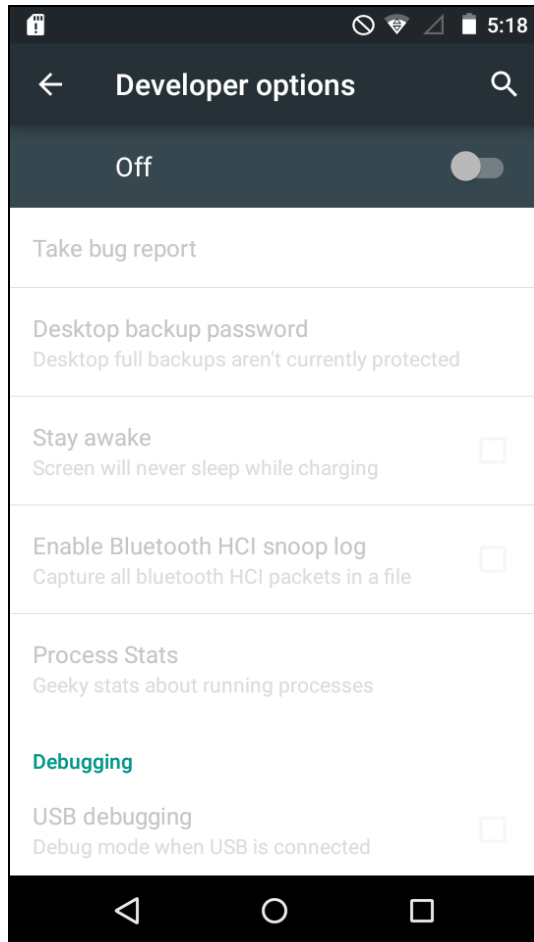 5:18
Developer options
Off
Take bug report
Desktop backup password
Desktop full backups aren't currently protected
Stay awake
Screen will never sleep while charging
Enable Bluetooth HCI snoop log
Capture all bluetooth HCI packets in a file
Process Stats
Geeky stats about running processes
Debugging
USB debugging
Debug mode when USB is connected